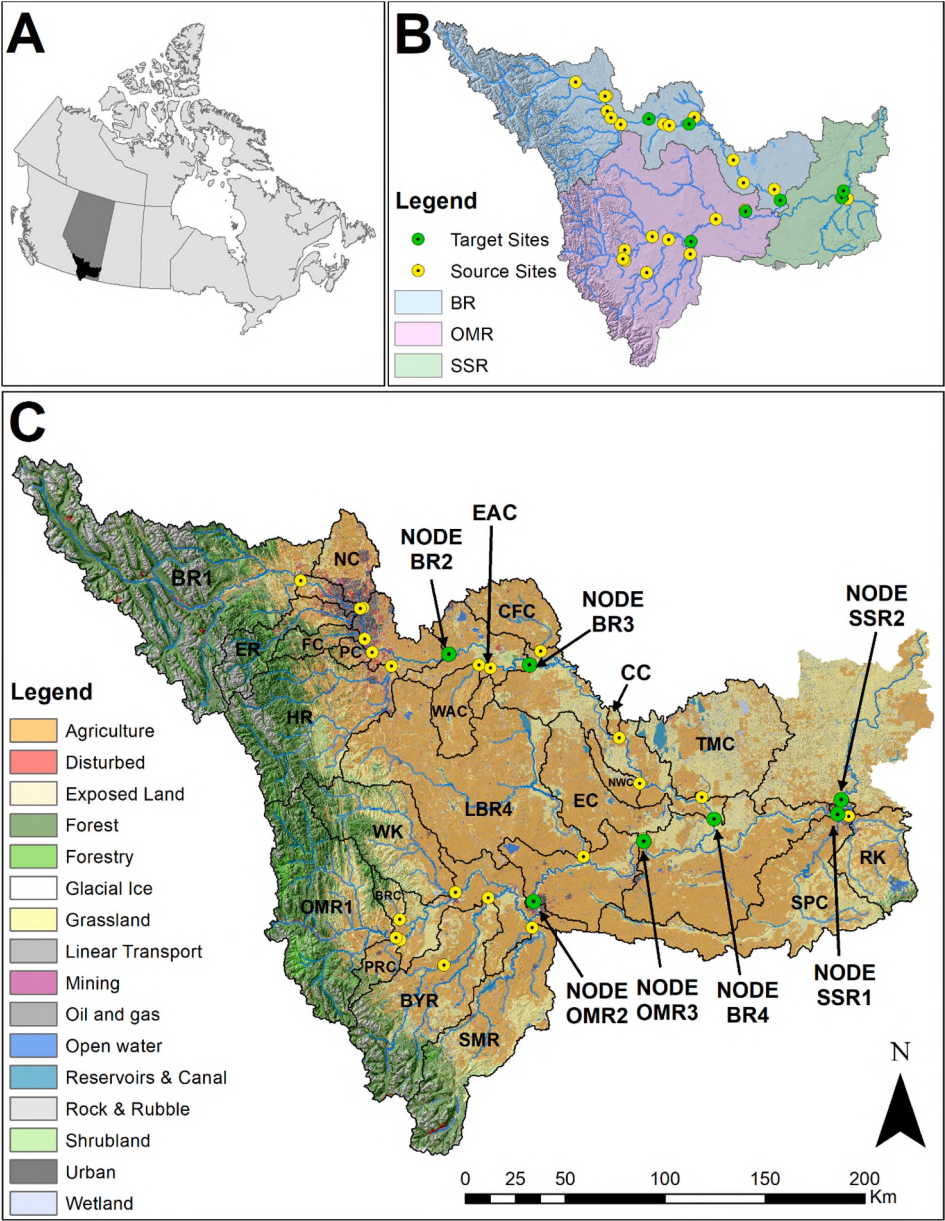 A
B
Legend
Target Sites
Source Sites
BR
OMR
SSR
C
EAC
NODE
BR2
NC
CFC
NODE
BR3
NODE
SSR2
BR1
ER
FC
PC
CC
HR
WAC
TMC
NWC
EC
LBR4
WK
RK
BRC
OMR1
SPC
PRC
BYR
SMR
NODE
OMR2
NODE
OMR3
NODE
BR4
NODE
SSR1
Legend
Agriculture
Disturbed
Exposed Land
Forest
Forestry
Glacial Ice
Grassland
Linear Transport
Mining
Oil and gas
Open water
Reservoirs & Canal
Rock & Rubble
Shrubland
Urban
Wetland
N
0 25 50 100 150 200
Km